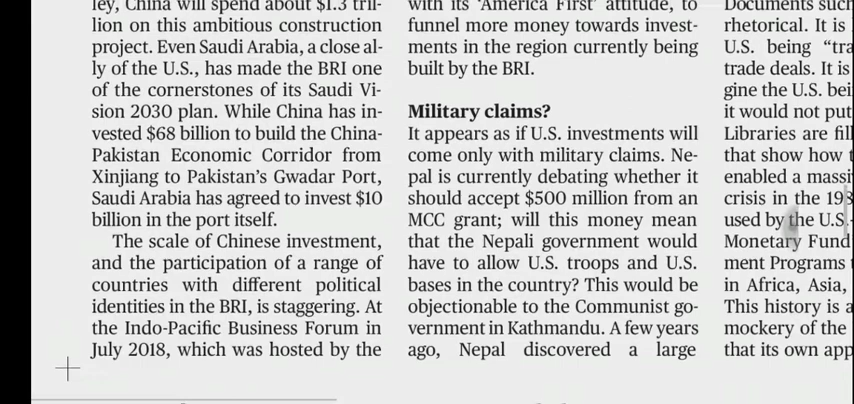 ley, China will spend about $1.3 tril-
lion on this ambitious construction
project. Even Saudi Arabia, a close al-
ly of the U.S., has made the BRI one
of the cornerstones of its Saudi Vi-
sion 2030 plan. While China has in-
vested $68 billion to build the China-
Pakistan Economic Corridor from
Xinjiang to Pakistan's Gwadar Port,
Saudi Arabia has agreed to invest $10
billion in the port itself.
The scale of Chinese investment,
and the participation of a range of
countries with different political
identities in the BRI, is staggering. At
the Indo-Pacific Business Forum in
July 2018, which was hosted by the
with its 'America First' attitude, to
funnel more money towards invest-
ments in the region currently being
built by the BRI.
Military claims?
It appears as if U.S. investments will
come only with military claims. Ne-
pal is currently debating whether it
should accept $500 million from an
MCC grant; will this money mean
that the Nepali government would
have to allow U.S. troops and U.S.
bases in the country? This would be
objectionable to the Communist go-
vernment in Kathmandu. A few years
ago, Nepal discovered a large
Documents such
rhetorical. It is
U.S. being “tra
trade deals. It is
gine the U.S. bei
it would not put
Libraries are fil
that show how
enabled a massi
crisis in the 198
used by the U.S.-
Monetary Fund
ment Programs
in Africa, Asia,
This history is a
mockery of the
that its own app